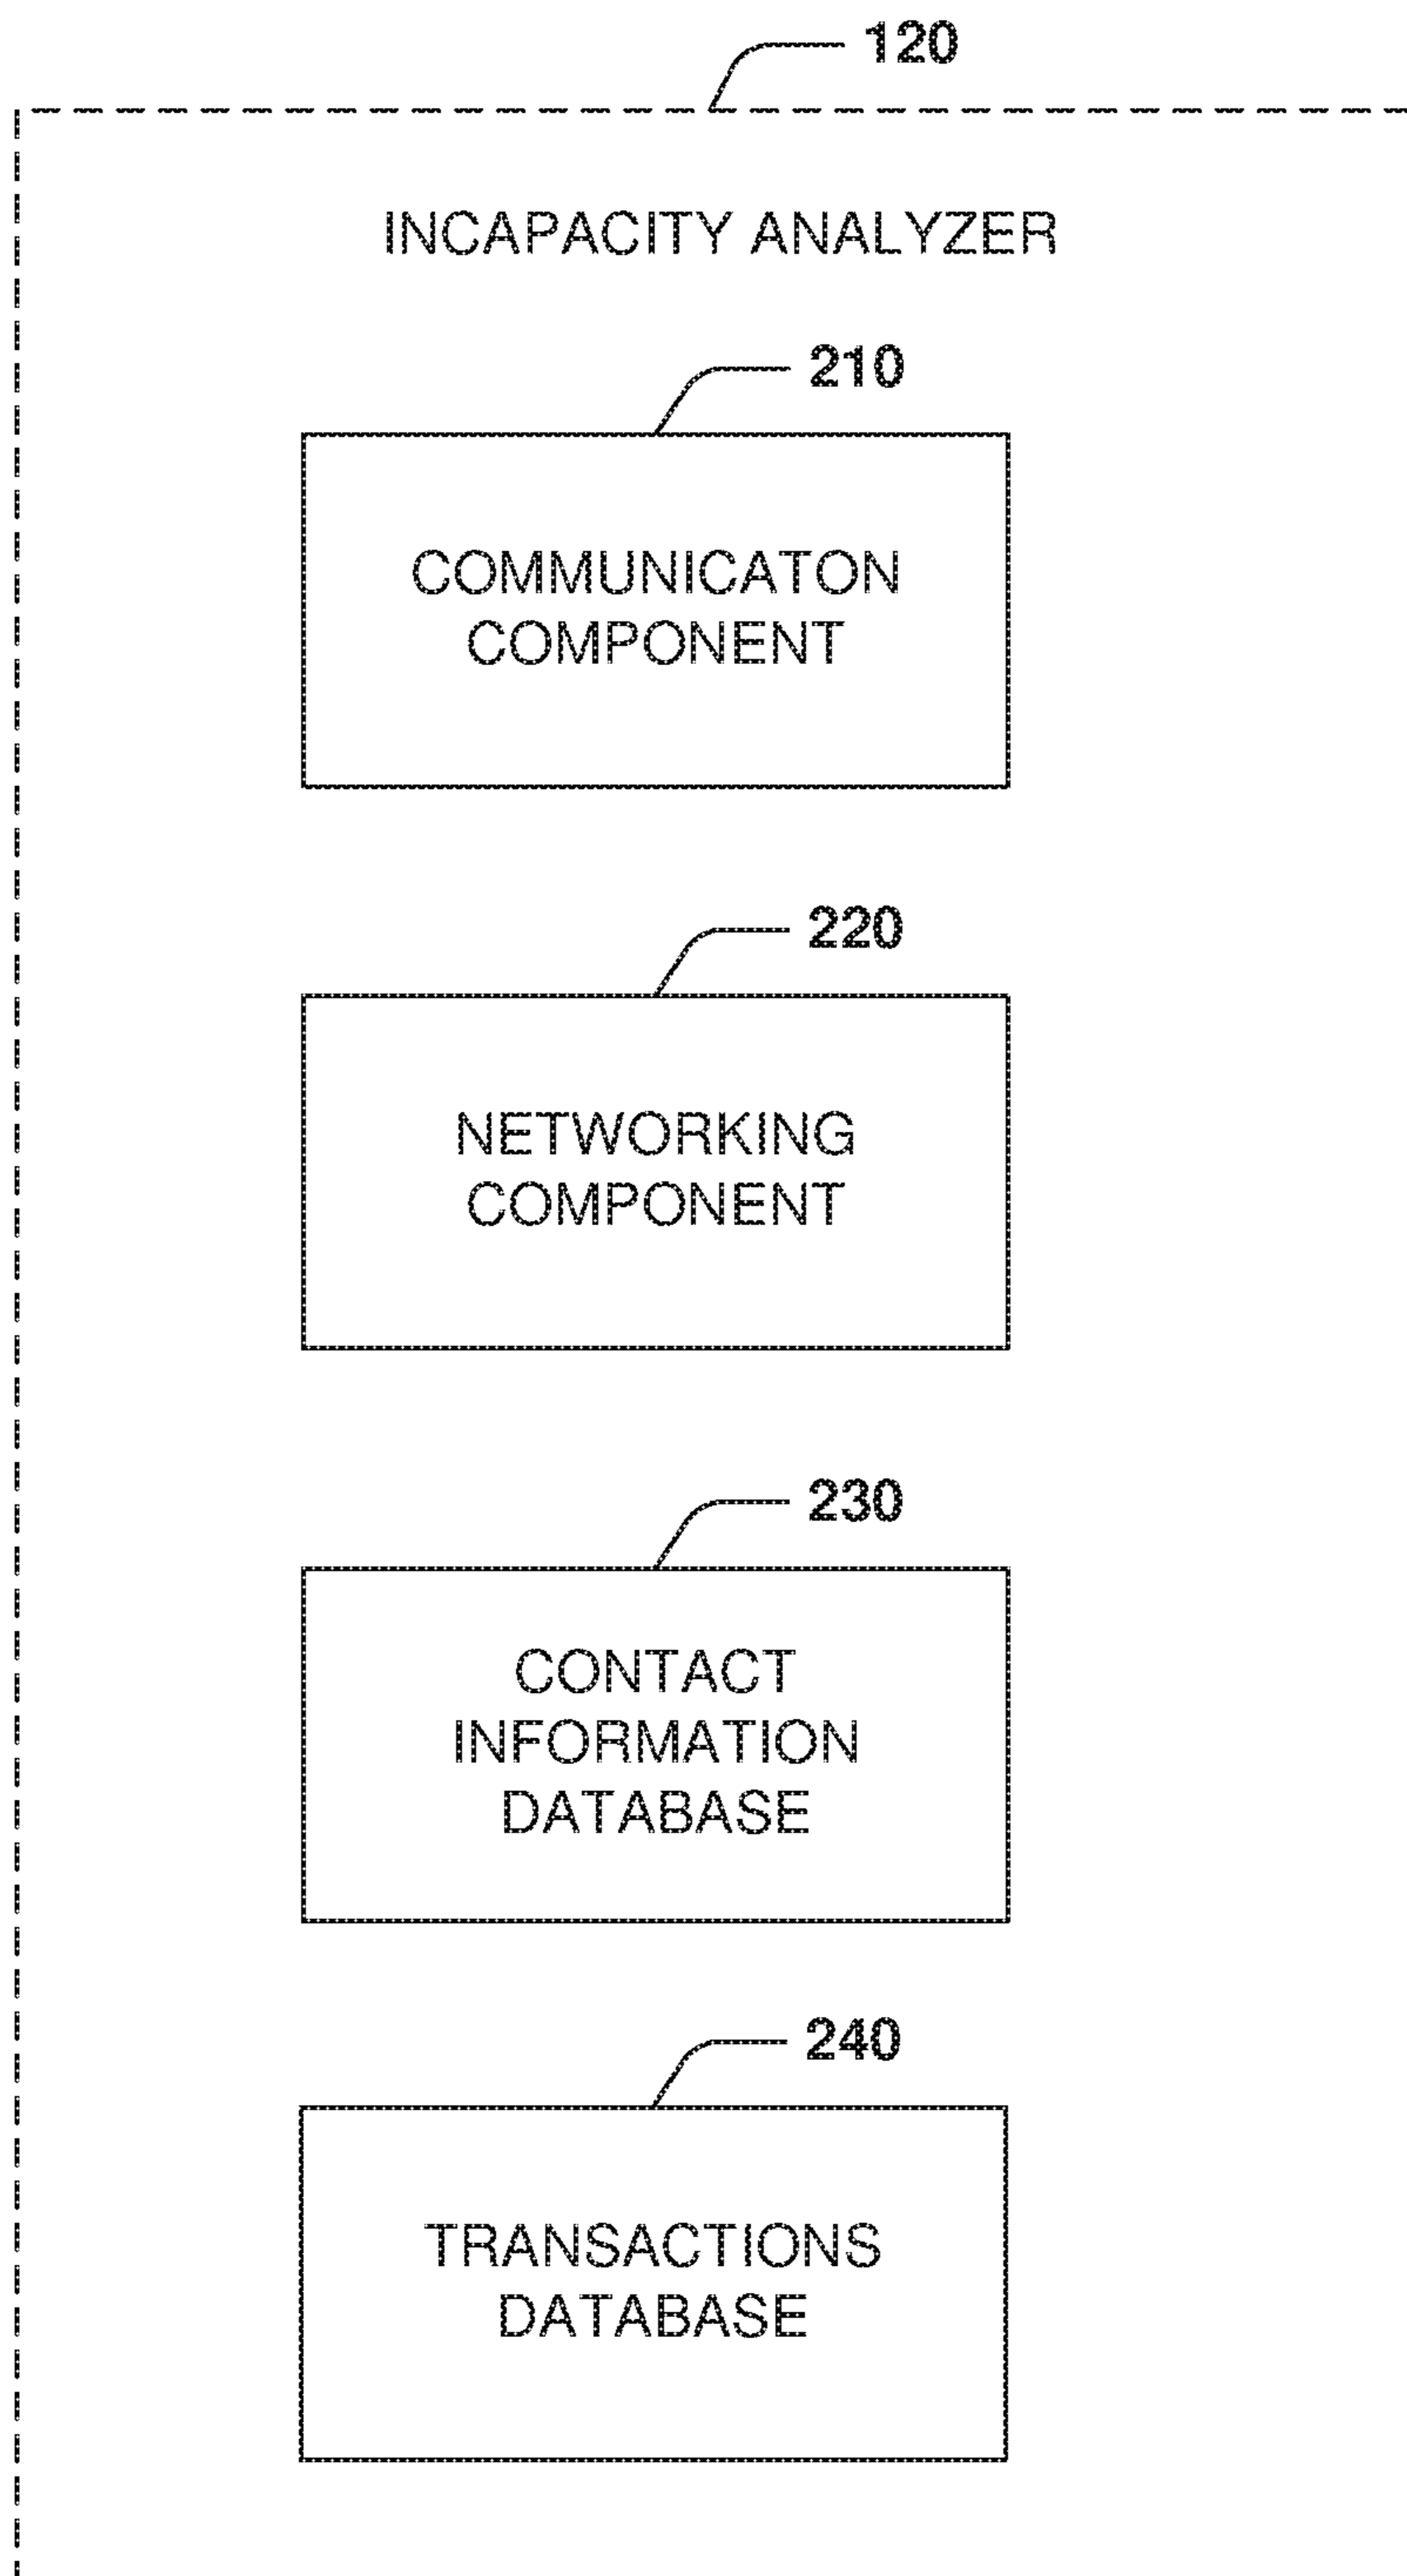 120
INCAPACITY ANALYZER
210
COMMUNICATON
COMPONENT
220
NETWORKING
COMPONENT
230
CONTACT
INFORMATION
DATABASE
240
TRANSACTIONS
DATABASE